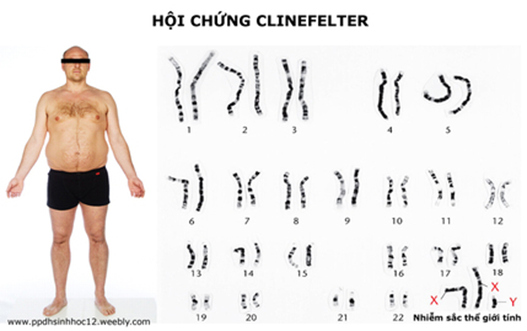 HỘI CHỨNG CLINEFELTER
1 2 3 4 5
6 7 8 9 10 11 12
13 14 15 16 17 18
19 20 21 22
X X Y
Nhiễm sắc thể giới tính
www.ppdhsinhhoc12.weebly.com